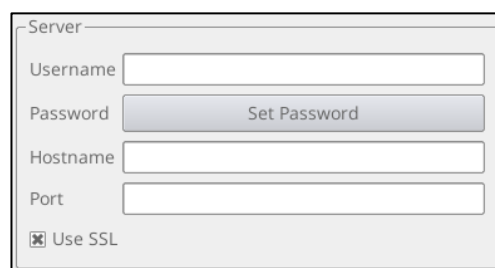 Server
Username
Password Set Password
Hostname
Port
Use SSL